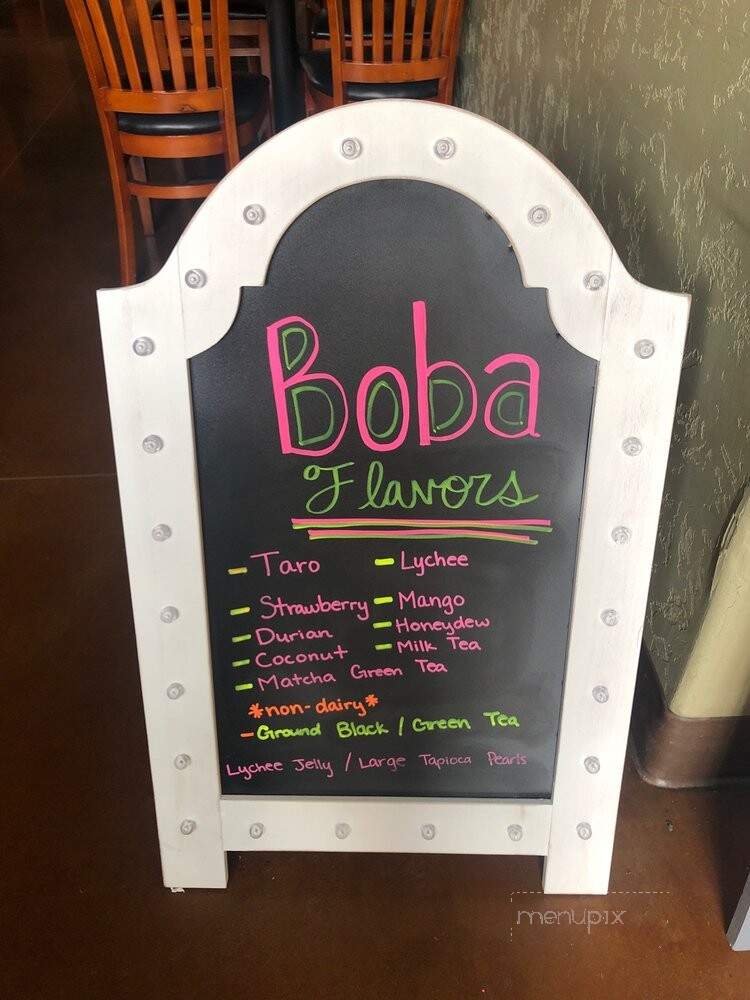 Boba
Flavors
- Taro - Lychee
- Strawberry - Mango
- Durian - Honeydew
- Coconut - Milk Tea
- Matcha Green Tea
*non-dairy*
- Ground Black / Green Tea
Lychee Jelly / Large Tapioca Pearls
menupix